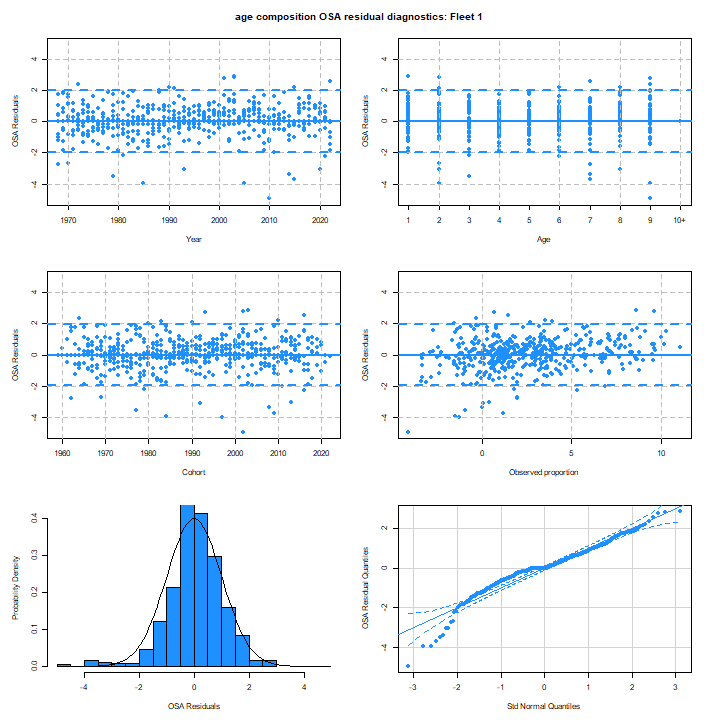 age composition OSA residual diagnostics: Fleet 1
OSA Residuals
4
2
0
-2
-4
1970 1980 1990 2000 2010 2020
Year
OSA Residuals
4
2
0
-2
-4
1 2 3 4 5 6 7 8 9 10+
Age
OSA Residuals
4
2
0
-2
-4
1960 1970 1980 1990 2000 2010 2020
Cohort
OSA Residuals
4
2
0
-2
-4
0 5 10
Observed proportion
Probability Density
0.4
0.3
0.2
0.1
0.0
-4 -2 0 2 4
OSA Residuals
OSA Residual Quantiles
2
0
-2
-4
-3 -2 -1 0 1 2 3
Std Normal Quantiles